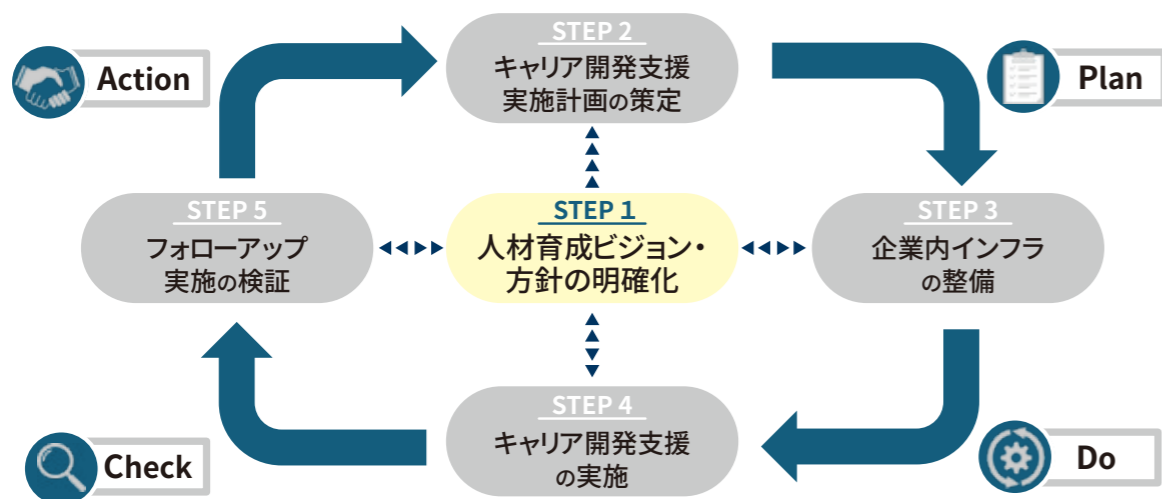 STEP 2
キャリア開発支援
実施計画の策定
Action
Plan
STEP 5
フォローアップ
実施の検証
STEP 1
人材育成ビジョン・
方針の明確化
STEP 3
企業内インフラ
の整備
STEP 4
キャリア開発支援
の実施
Check
Do